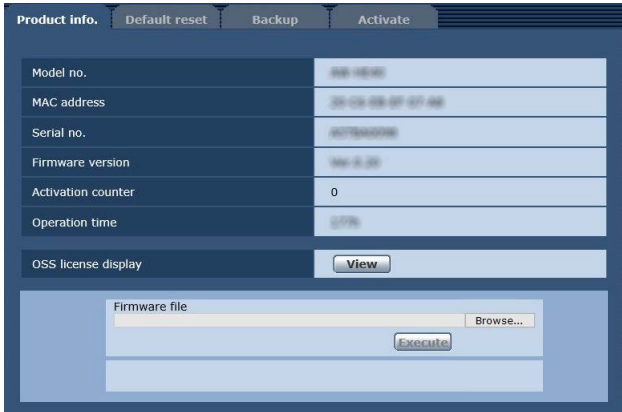 Product info. Default reset Backup Activate
Model no.
MAC address
Serial no.
Firmware version
Activation counter 0
Operation time
OSS license display View
Firmware file
Browse...
Execute